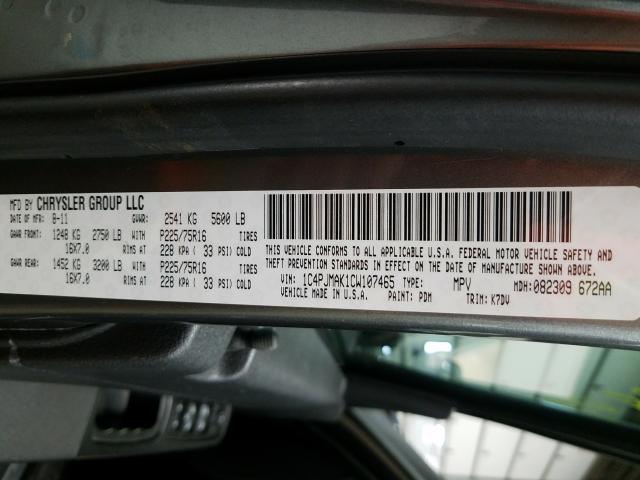 MFD BY CHRYSLER GROUP LLC
DATE OF MFR: 8-11 GVWR: 2541 KG 5600 LB
GAWR FRONT: 1248 KG 2750 LB WITH P225/75R16 TIRES
16X7.0 RIMS AT 228 KPA ( 33 PSI) COLD
GAWR REAR: 1452 KG 3200 LB WITH P225/75R16 TIRES
16X7.0 RIMS AT 228 KPA ( 33 PSI) COLD
THIS VEHICLE CONFORMS TO ALL APPLICABLE U.S.A. FEDERAL MOTOR VEHICLE SAFETY AND
THEFT PREVENTION STANDARDS IN EFFECT ON THE DATE OF MANUFACTURE SHOWN ABOVE.
VIN: 1C4PJMAK1CW107465 TYPE: MPV MDH: 082309 672AA
VEHICLE MADE IN U.S.A. PAINT: PDM TRIM: K7DV